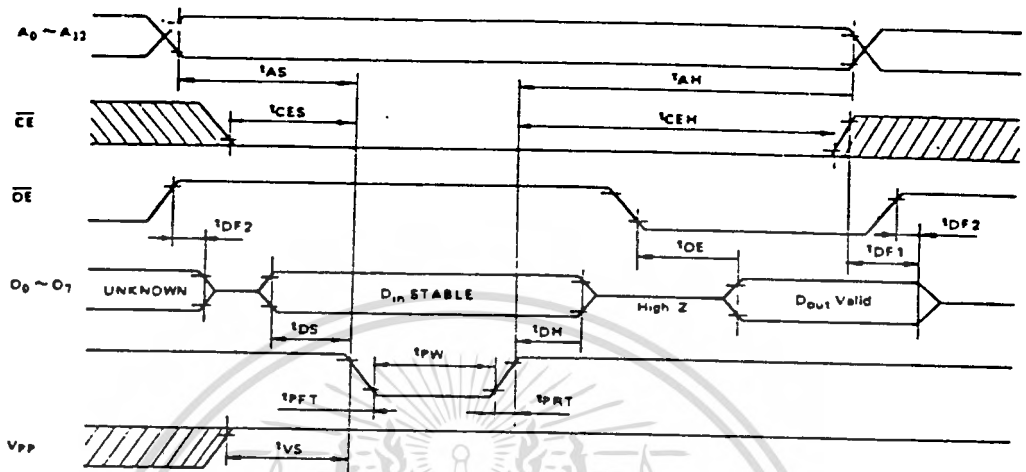 A0 ~ A12
tAS
tAH
tCES
tCEH
CE
OE
tDF2
tOE
tDF1
tDF2
D0 ~ D7
UNKNOWN
Din STABLE
High Z
Dout Valid
tDS
tDH
tPW
tPFT
tPRT
VPP
tVS